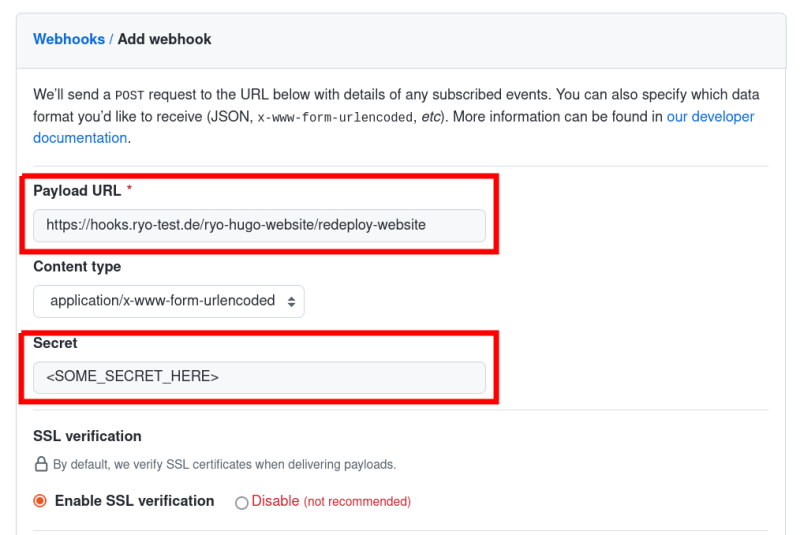 Webhooks / Add webhook
We’ll send a POST request to the URL below with details of any subscribed events. You can also specify which data
format you’d like to receive (JSON, x-www-form-urlencoded, etc). More information can be found in our developer
documentation.
Payload URL *
https://hooks.ryo-test.de/ryo-hugo-website/redeploy-website
Content type
application/x-www-form-urlencoded
Secret
<SOME_SECRET_HERE>
SSL verification
By default, we verify SSL certificates when delivering payloads.
Enable SSL verification Disable (not recommended)